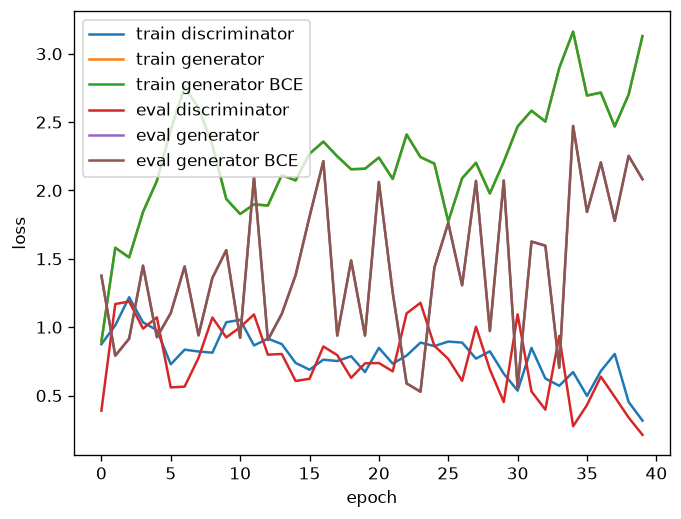 train discriminator
train generator
train generator BCE
eval discriminator
eval generator
eval generator BCE
3.0
2.5
2.0
1.5
1.0
0.5
loss
0 5 10 15 20 25 30 35 40
epoch